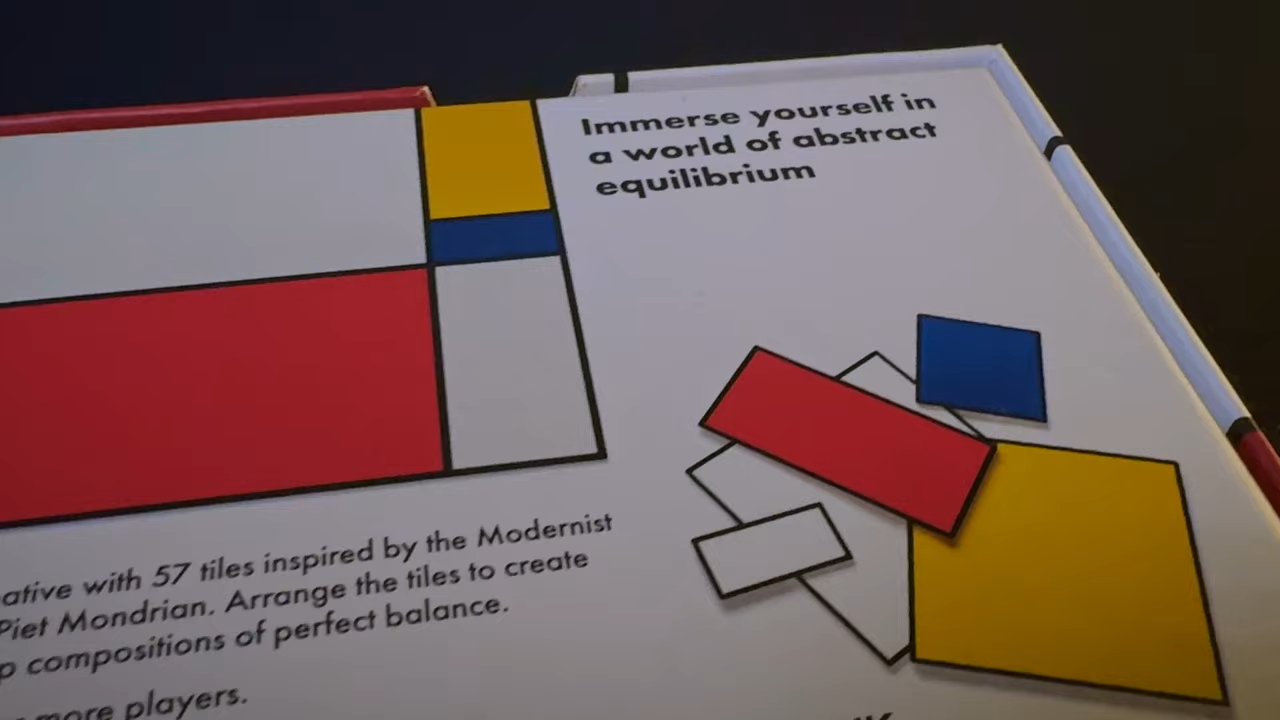 Immerse yourself in
a world of abstract
equilibrium
ative with 57 tiles inspired by the Modernist
Piet Mondrian. Arrange the tiles to create
p compositions of perfect balance.
more players.